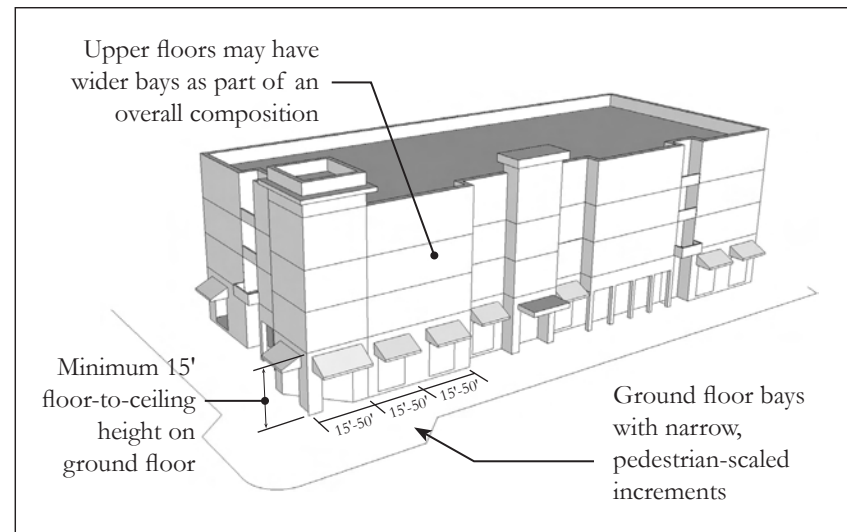 Upper floors may have
wider bays as part of an
overall composition
Minimum 15'
floor-to-ceiling
height on
ground floor
15'-50'
15'-50'
15'-50'
Ground floor bays
with narrow,
pedestrian-scaled
increments